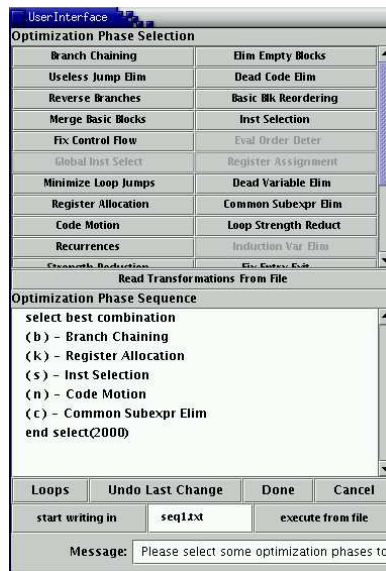 UserInterface
Optimization Phase Selection
Branch Chaining Elim Empty Blocks
Useless Jump Elim Dead Code Elim
Reverse Branches Basic Blk Reordering
Merge Basic Blocks Inst Selection
Fix Control Flow Eval Order Deter
Global Inst Select Register Assignment
Minimize Loop Jumps Dead Variable Elim
Register Allocation Common Subexpr Elim
Code Motion Loop Strength Reduct
Recurrences Induction Var Elim
Strength Reduction Fix Entry Exit
Read Transformations From File
Optimization Phase Sequence
select best combination
(b) - Branch Chaining
(k) - Register Allocation
(s) - Inst Selection
(n) - Code Motion
(c) - Common Subexpr Elim
end select(2000)
Loops Undo Last Change Done Cancel
start writing in seq1.txt execute from file
Message: Please select some optimization phases to